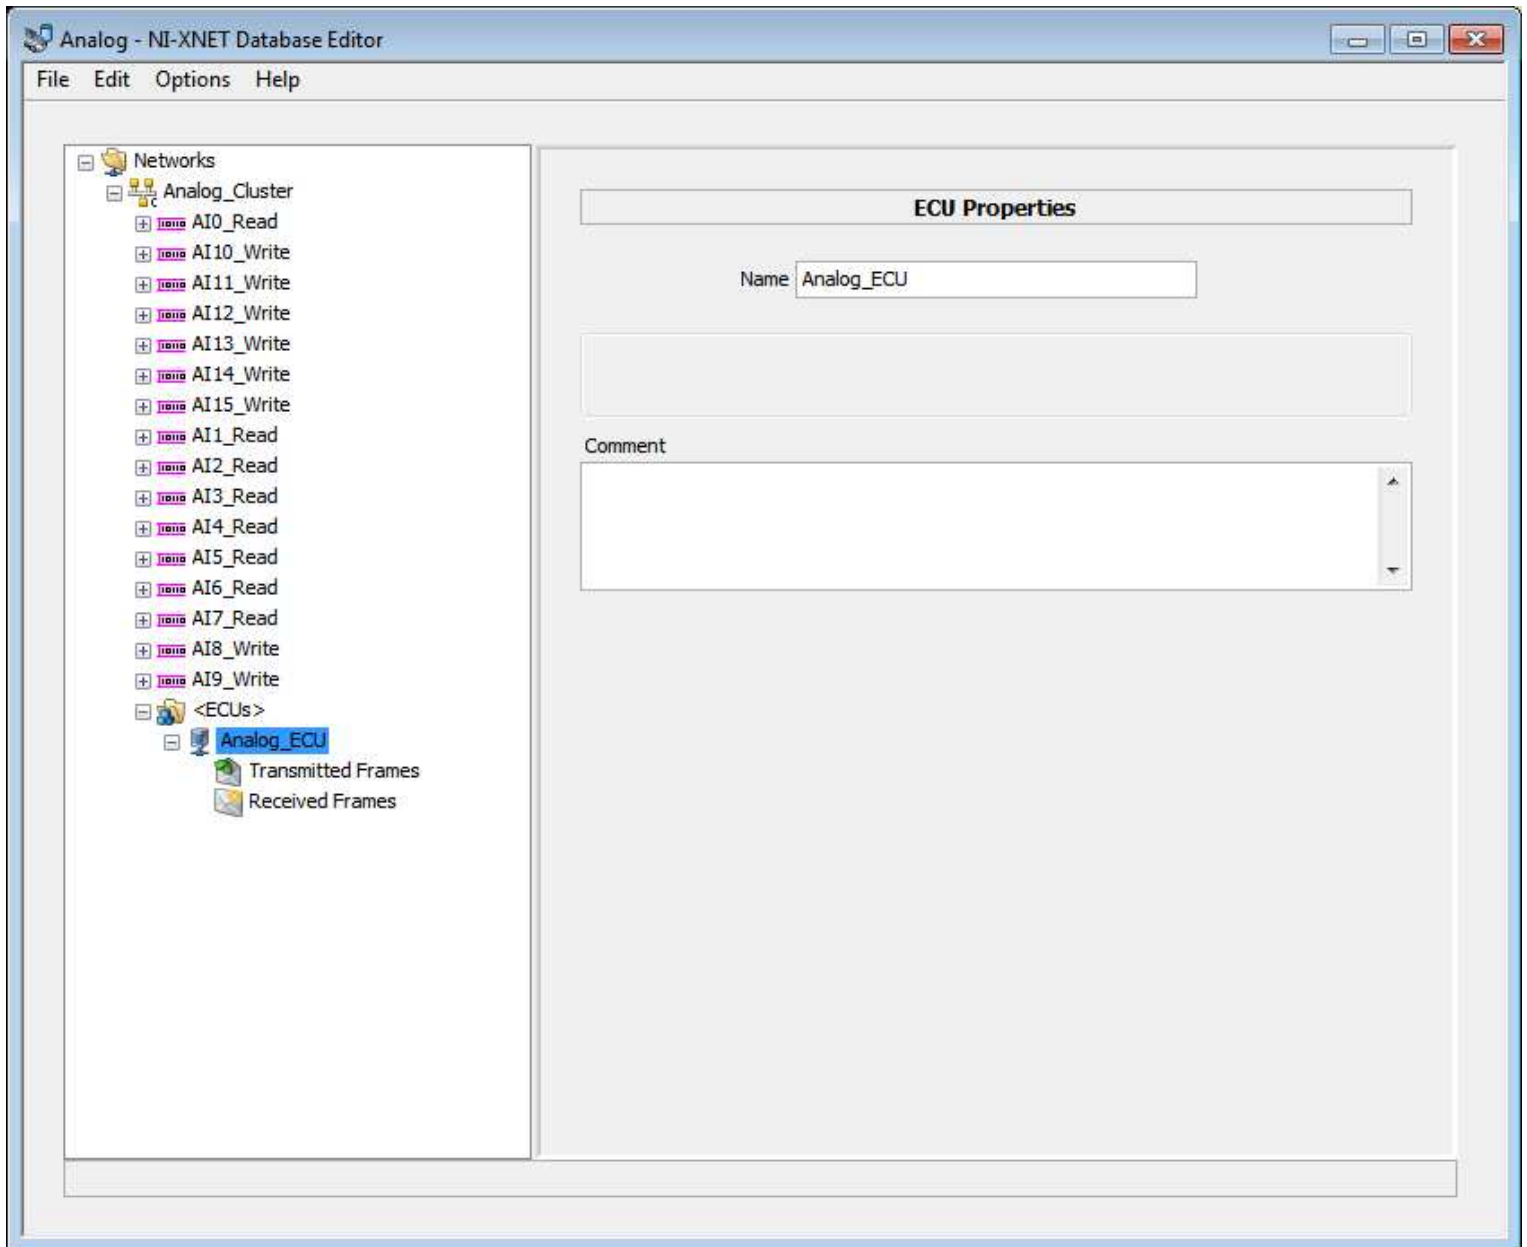 Analog - NI-XNET Database Editor
File Edit Options Help
Networks
Analog_Cluster
AI0_Read
AI10_Write
AI11_Write
AI12_Write
AI13_Write
AI14_Write
AI15_Write
AI1_Read
AI2_Read
AI3_Read
AI4_Read
AI5_Read
AI6_Read
AI7_Read
AI8_Write
AI9_Write
<ECUs>
Analog_ECU
Transmitted Frames
Received Frames
ECU Properties
Name Analog_ECU
Comment